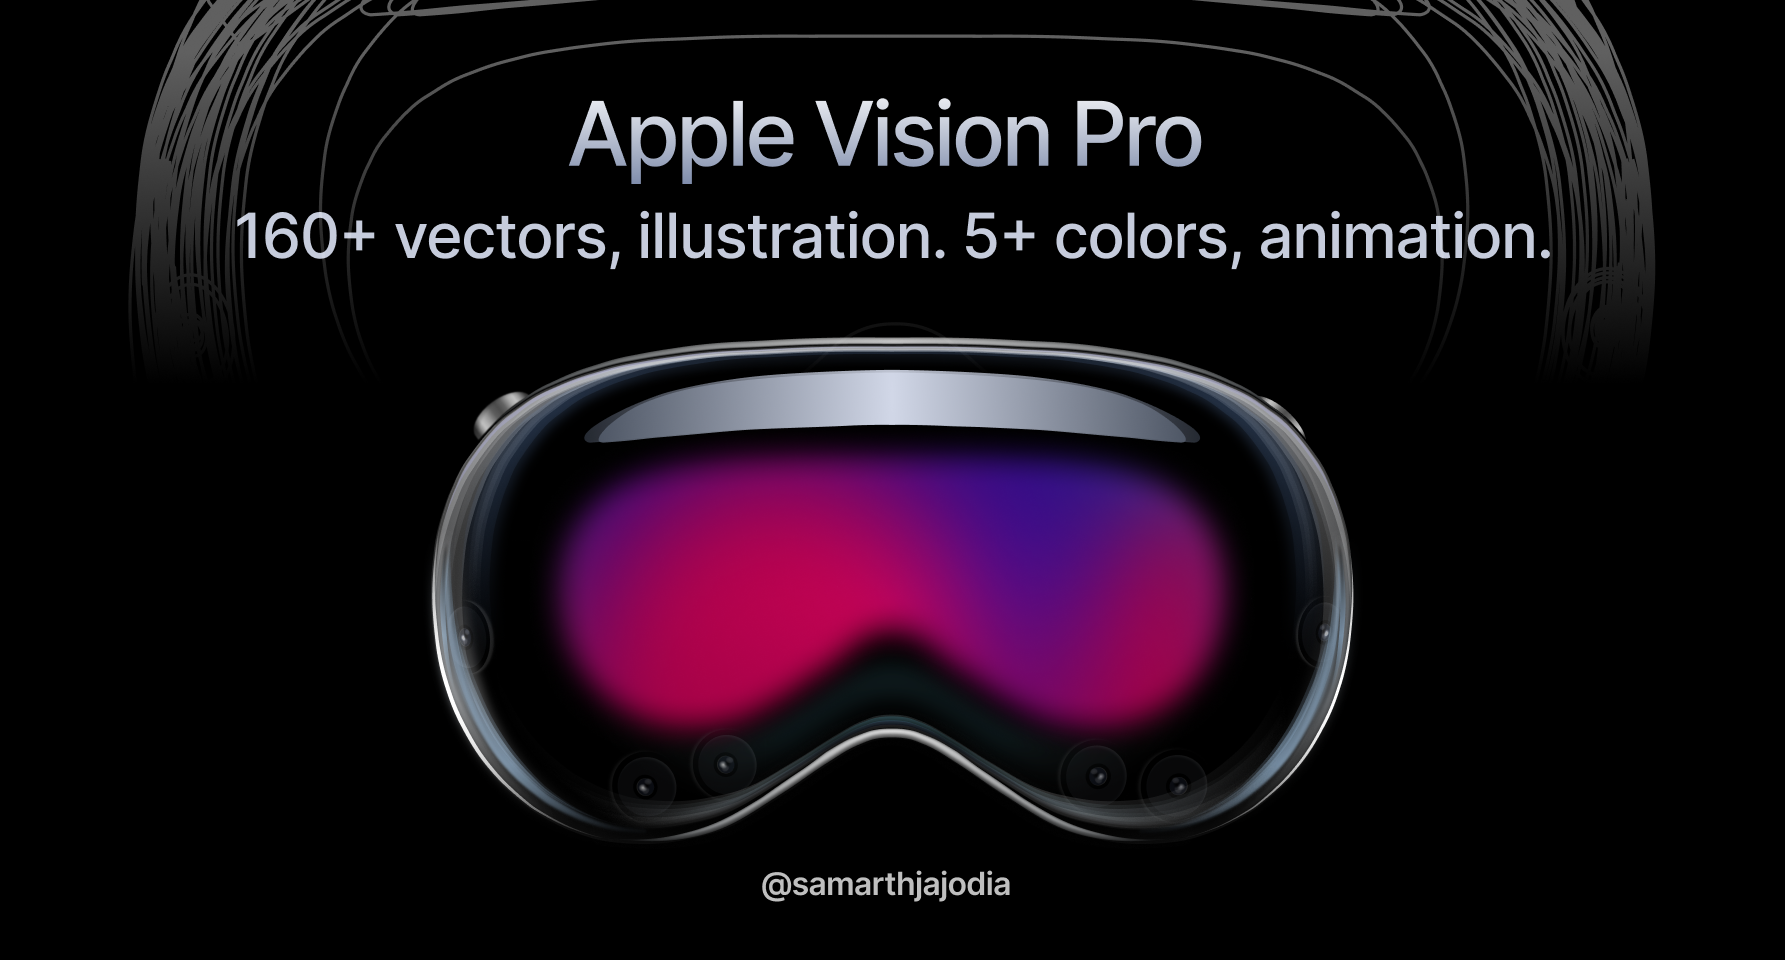 Apple Vision Pro
160+ vectors, illustration. 5+ colors, animation.
@samarthjajodia